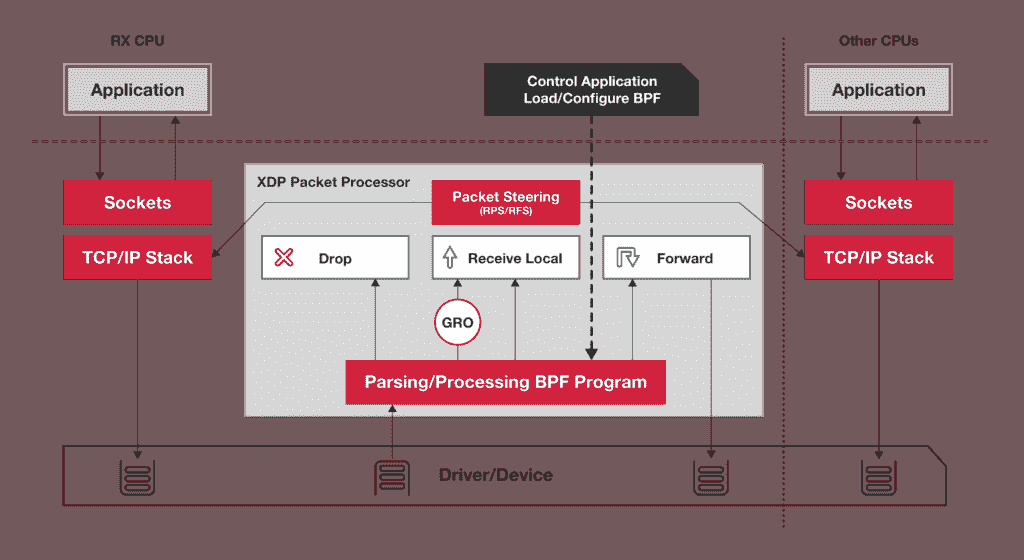 RX CPU
Other CPUs
Application
Control Application
Load/Configure BPF
Application
XDP Packet Processor
Sockets
Packet Steering
(RPS/RFS)
Sockets
TCP/IP Stack
Drop
Receive Local
Forward
TCP/IP Stack
GRO
Parsing/Processing BPF Program
Driver/Device